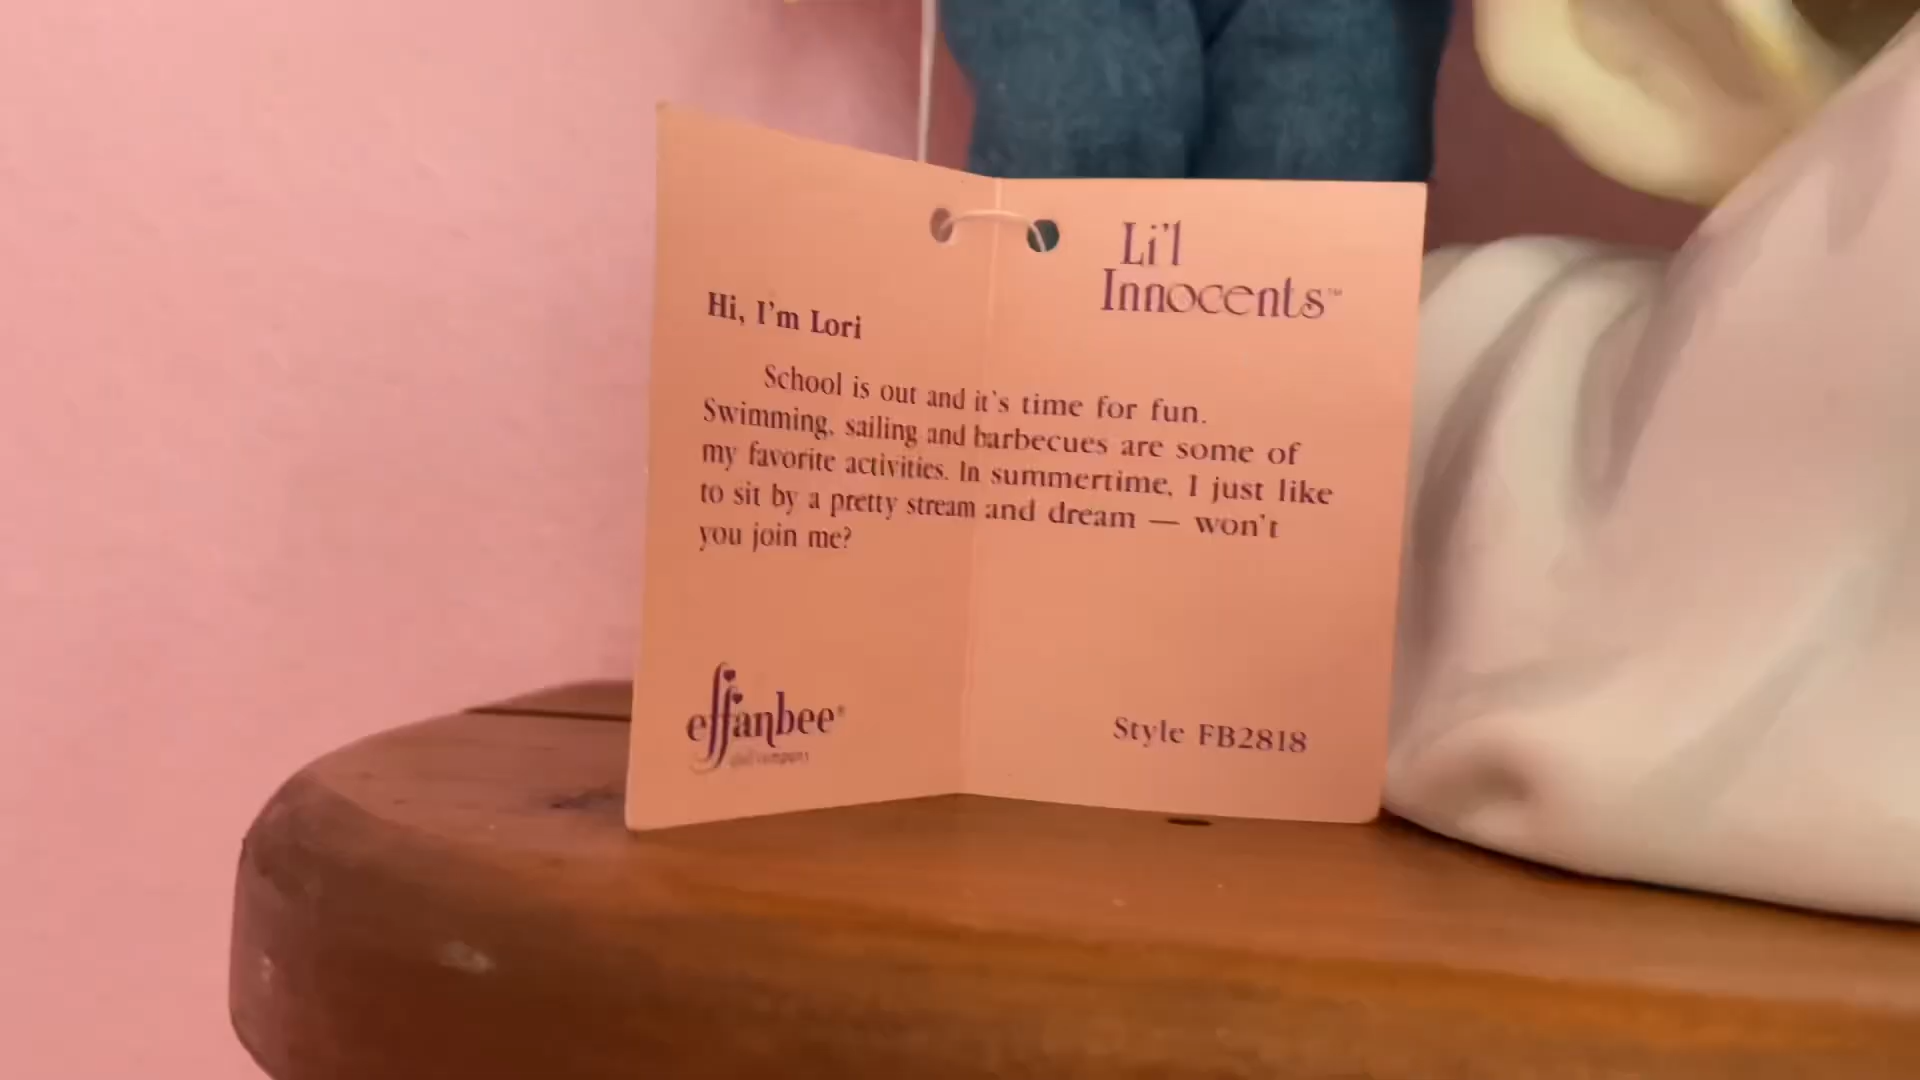 Li'l
Innocents™
Hi, I'm Lori
School is out and it's time for fun.
Swimming, sailing and barbecues are some of
my favorite activities. In summertime, I just like
to sit by a pretty stream and dream — won't
you join me?
effanbee®
doll company
Style FB2818